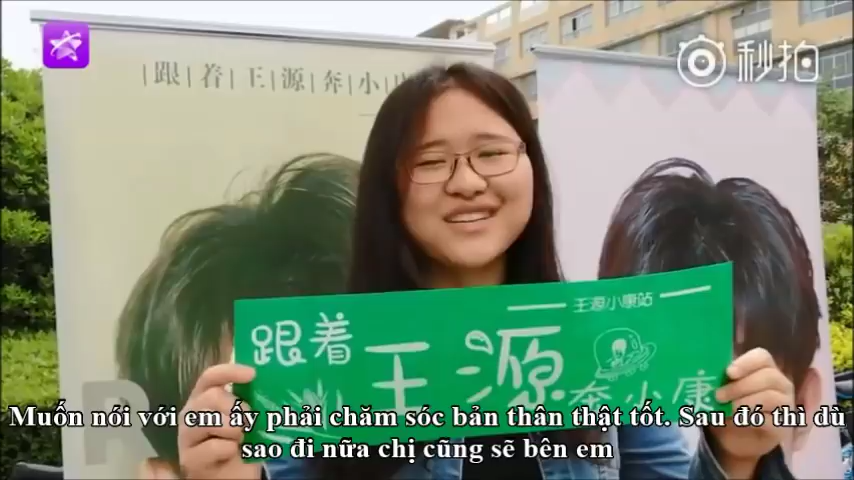 秒拍
|跟|着|王|源|奔|小|
王源小康站
跟着王源奔小康
R
Muốn nói với em ấy phải chăm sóc bản thân thật tốt. Sau đó thì dù
sao đi nữa chị cũng sẽ bên em